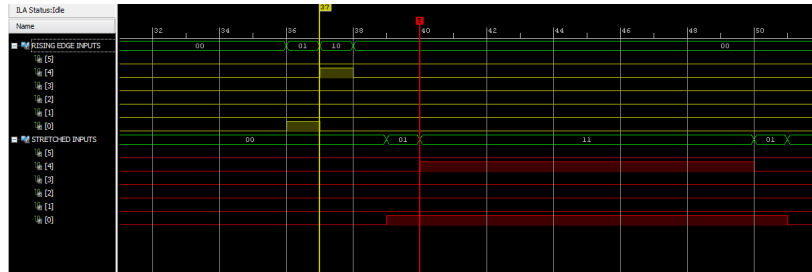 ILA Status:Idle
37
Name
32 34 36 38 40 42 44 46 48 50
RISING EDGE INPUTS 00 01 10 00
[5]
[4]
[3]
[2]
[1]
[0]
STRETCHED INPUTS 00 01 11 01
[5]
[4]
[3]
[2]
[1]
[0]